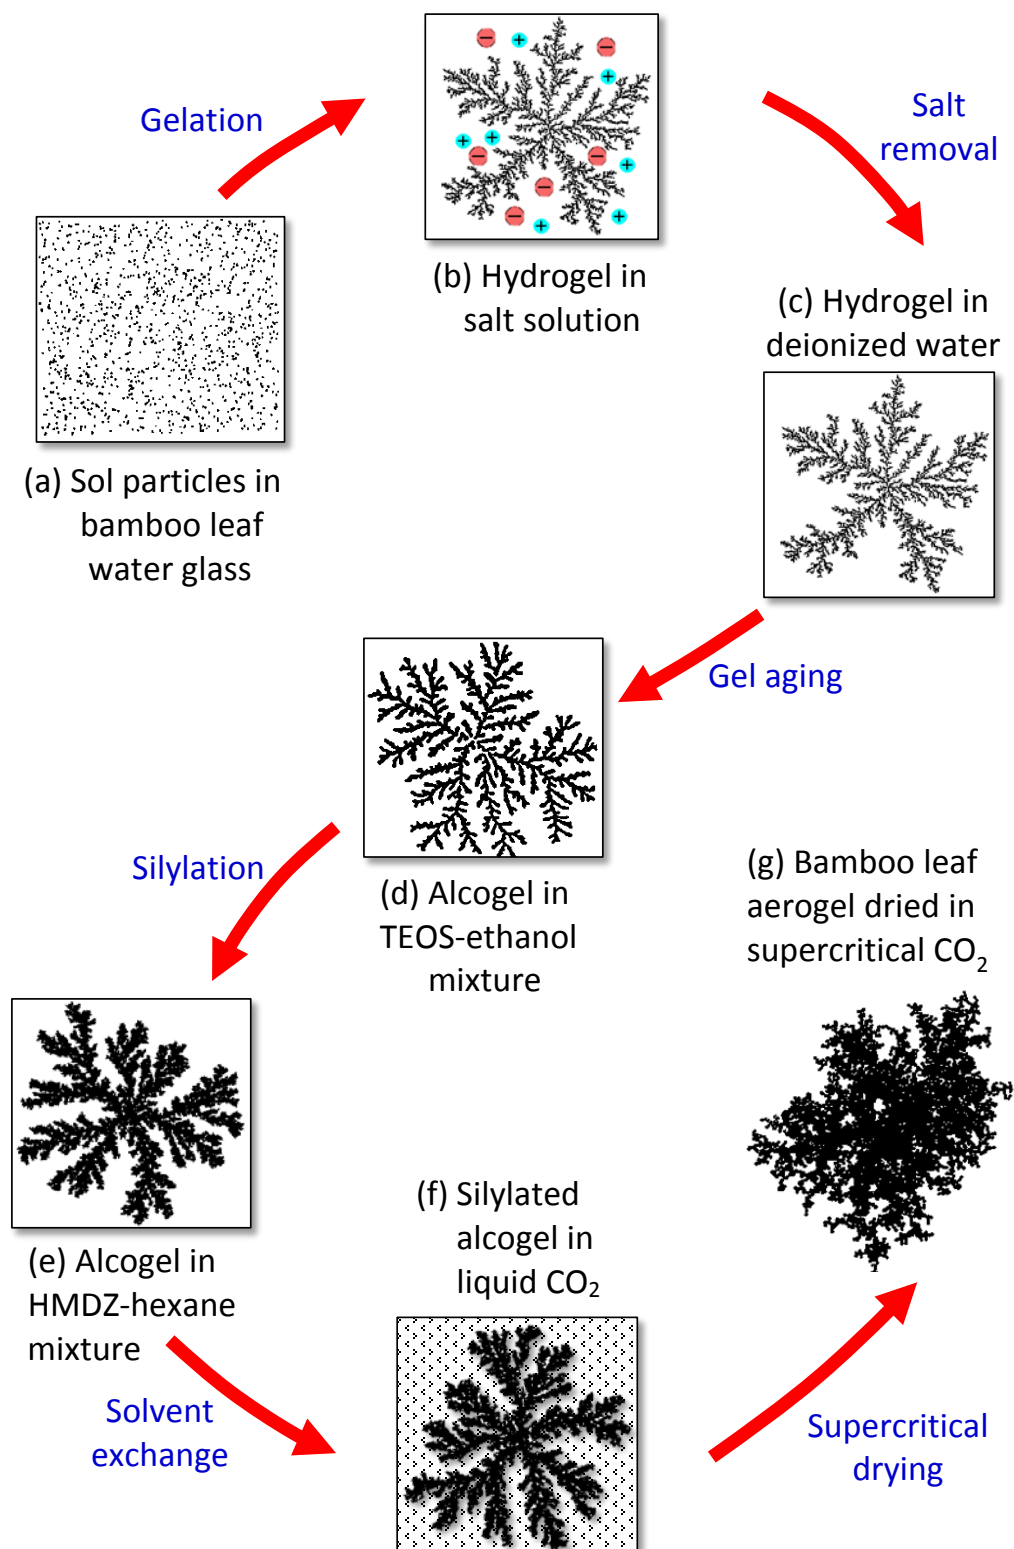 Gelation
Salt
removal
(b) Hydrogel in
salt solution
(c) Hydrogel in
deionized water
(a) Sol particles in
bamboo leaf
water glass
Gel aging
Silylation
(d) Alcogel in
TEOS-ethanol
mixture
(g) Bamboo leaf
aerogel dried in
supercritical CO₂
(e) Alcogel in
HMDZ-hexane
mixture
(f) Silylated
alcogel in
liquid CO₂
Solvent
exchange
Supercritical
drying